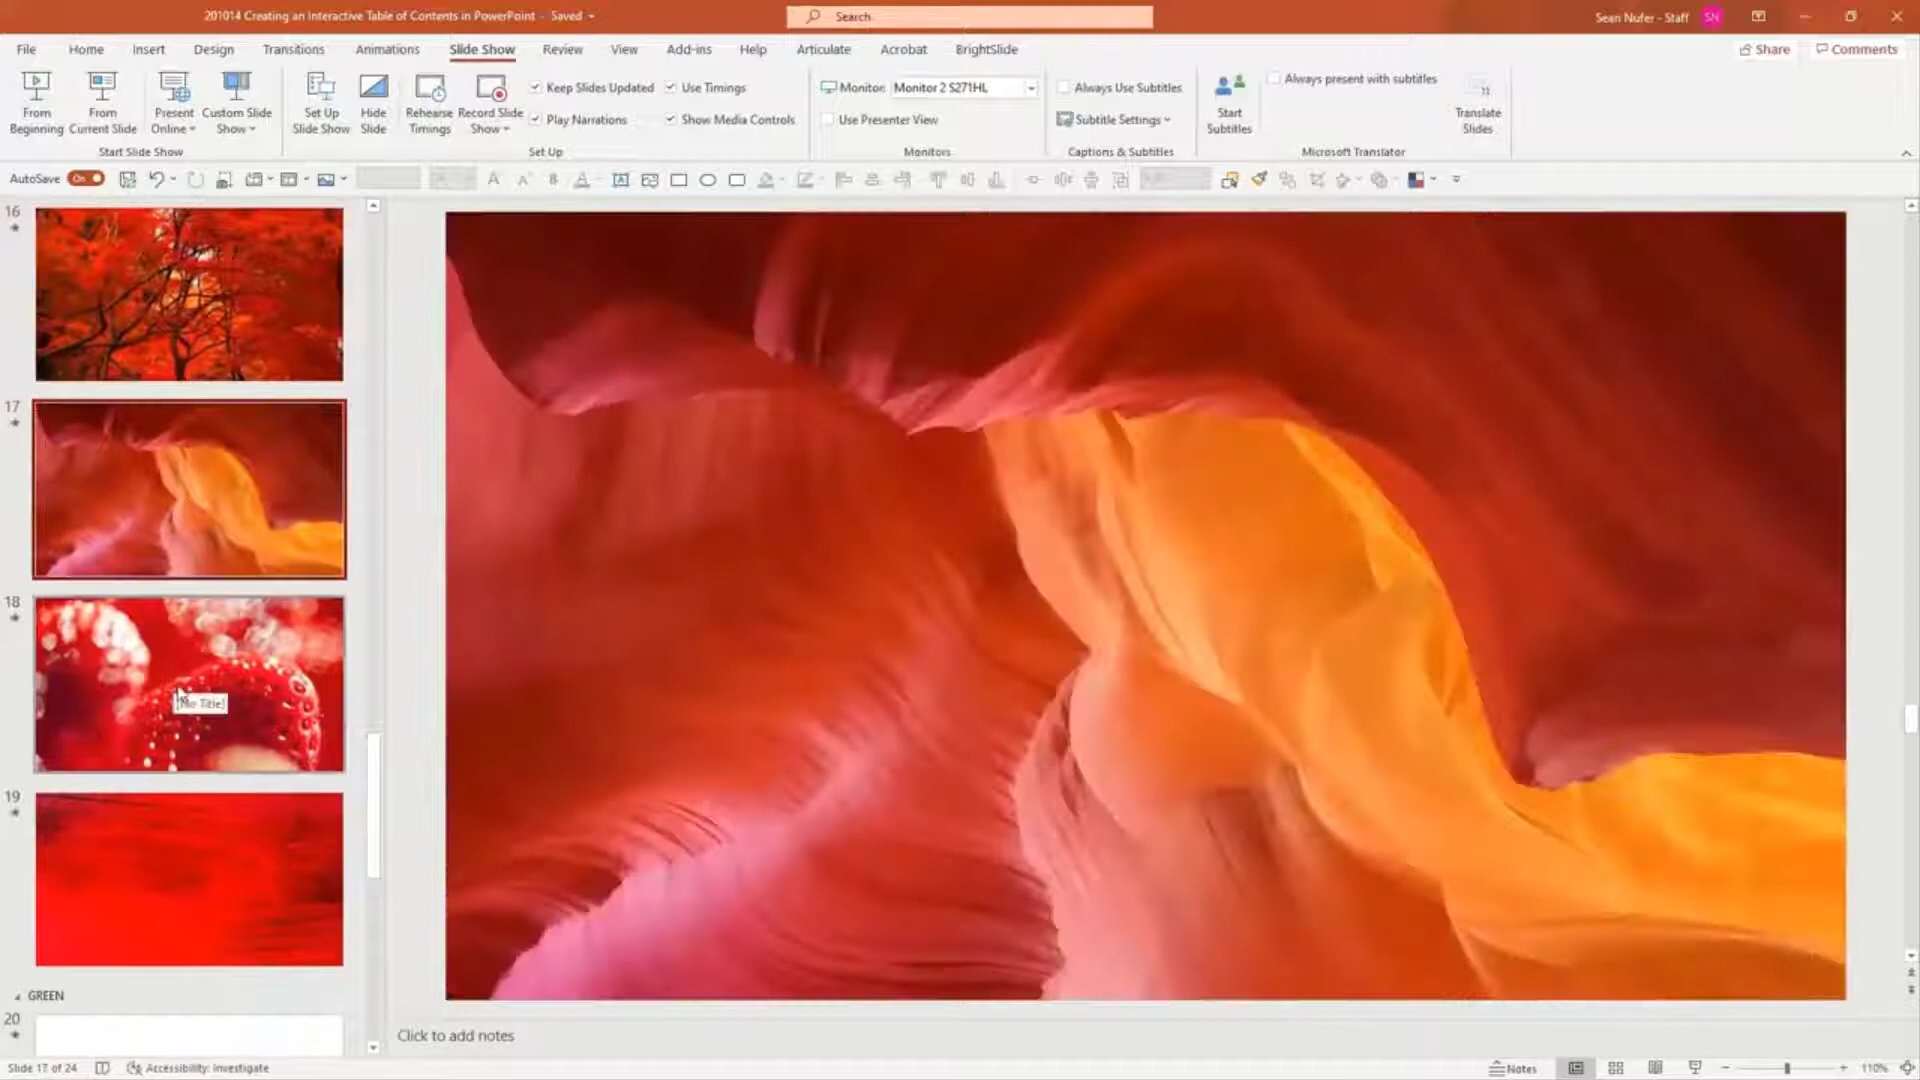 201014 Creating an Interactive Table of Contents in PowerPoint - Saved
Search
Sean Nufer - Staff
SN
File Home Insert Design Transitions Animations Slide Show Review View Add-ins Help Articulate Acrobat BrightSlide
Share
Comments
From Beginning
From Current Slide
Present Online
Custom Slide Show
Set Up Slide Show
Hide Slide
Rehearse Timings
Record Slide Show
Keep Slides Updated
Use Timings
Play Narrations
Show Media Controls
Monitor:
Monitor 2 S271HL
Use Presenter View
Always Use Subtitles
Subtitle Settings
Start Subtitles
Always present with subtitles
Translate Slides
Start Slide Show
Set Up
Monitors
Captions & Subtitles
Microsoft Translator
AutoSave On
16
17
18
Title]
19
GREEN
20
Click to add notes
Slide 17 of 24
Accessibility: Investigate
Notes
110%